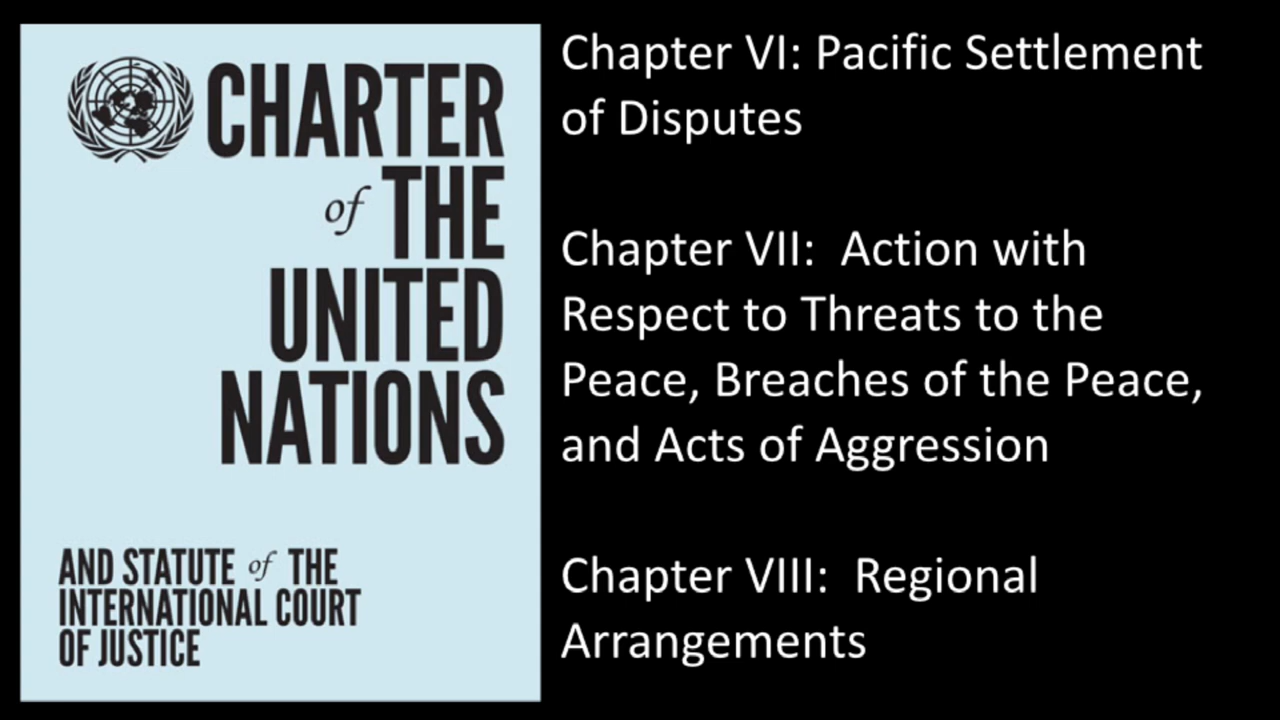 CHARTER
of THE
UNITED
NATIONS
AND STATUTE of THE
INTERNATIONAL COURT
OF JUSTICE
Chapter VI: Pacific Settlement
of Disputes
Chapter VII:  Action with
Respect to Threats to the
Peace, Breaches of the Peace,
and Acts of Aggression
Chapter VIII:  Regional
Arrangements